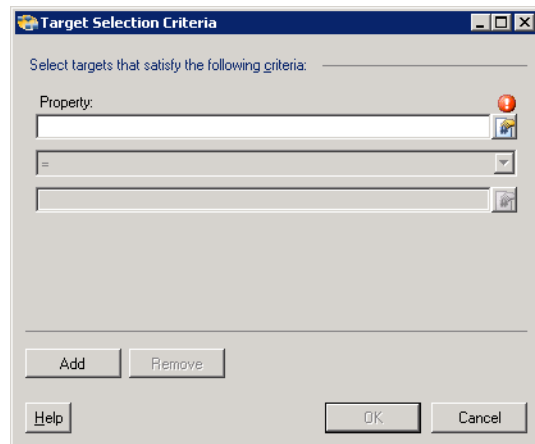 Target Selection Criteria
Select targets that satisfy the following criteria:
Property:
=
Add Remove
Help OK Cancel